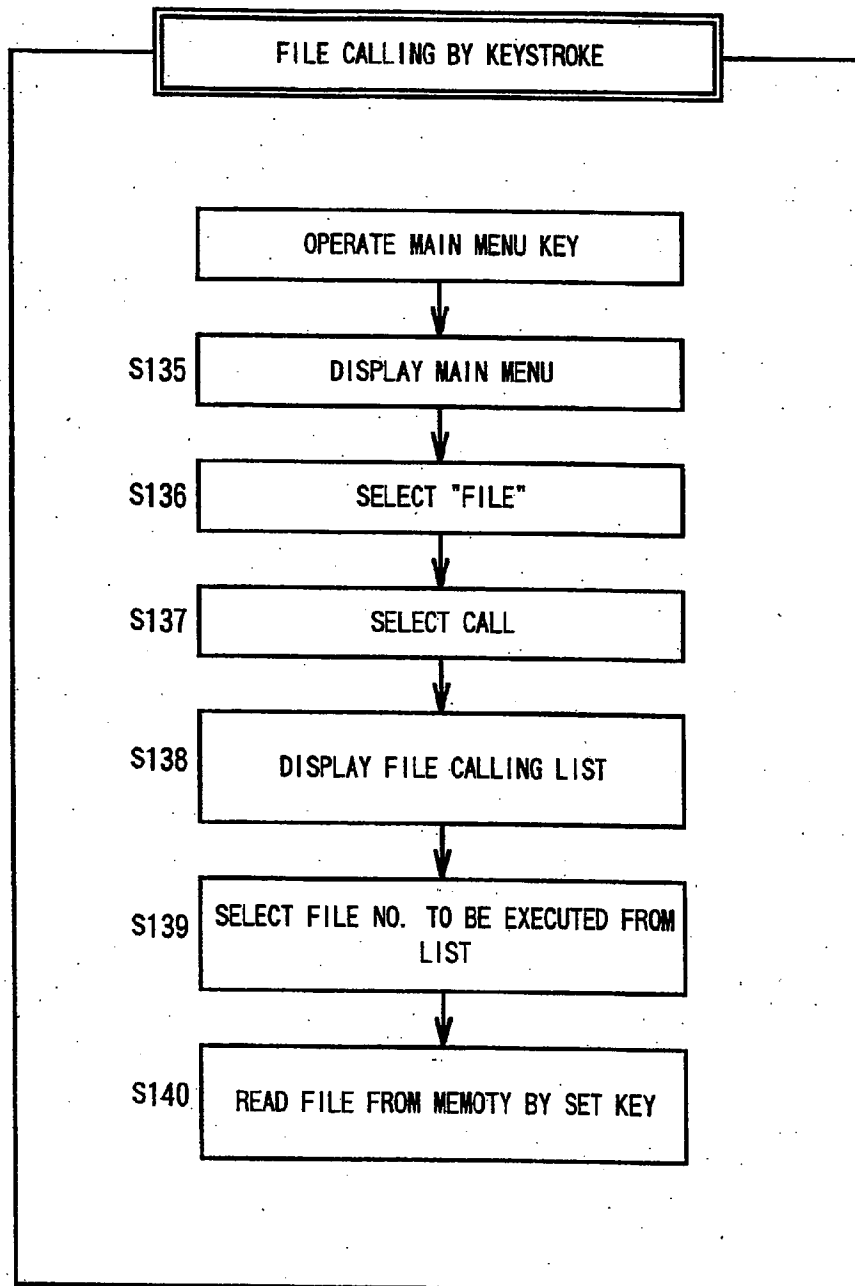 FILE CALLING BY KEYSTROKE
OPERATE MAIN MENU KEY
S135
DISPLAY MAIN MENU
S136
SELECT "FILE"
S137
SELECT CALL
S138
DISPLAY FILE CALLING LIST
S139
SELECT FILE NO. TO BE EXECUTED FROM
LIST
S140
READ FILE FROM MEMOTY BY SET KEY